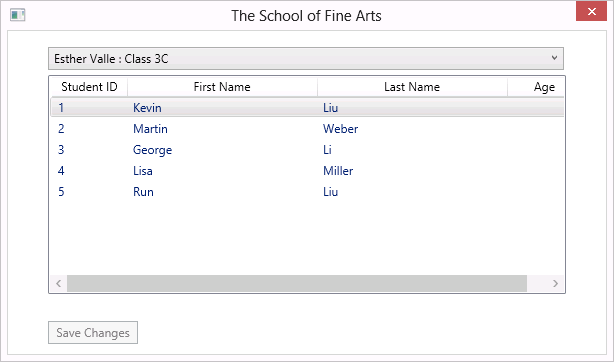 The School of Fine Arts
Esther Valle : Class 3C
Student ID First Name Last Name Age
1 Kevin Liu
2 Martin Weber
3 George Li
4 Lisa Miller
5 Run Liu
Save Changes